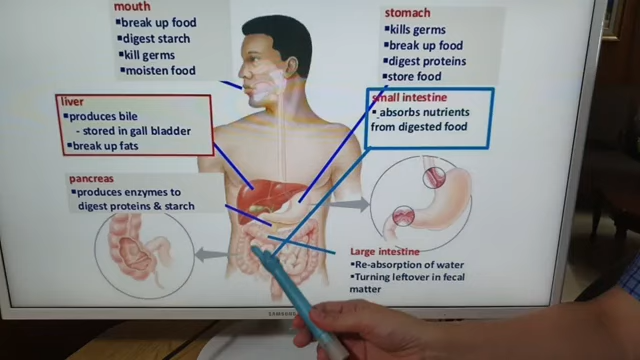 mouth
▪break up food
▪digest starch
▪kill germs
▪moisten food
stomach
▪kills germs
▪break up food
▪digest proteins
▪store food
liver
▪produces bile
- stored in gall bladder
▪break up fats
small intestine
▪absorbs nutrients
from digested food
pancreas
▪produces enzymes to
digest proteins & starch
Large intestine
▪Re-absorption of water
▪Turning leftover in fecal
matter
SAMSUNG